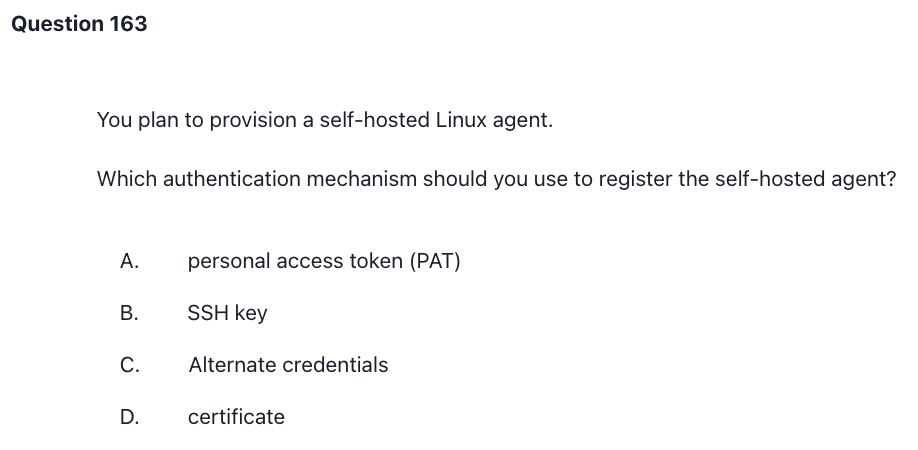 Question 163
You plan to provision a self-hosted Linux agent.
Which authentication mechanism should you use to register the self-hosted agent?
A. personal access token (PAT)
B. SSH key
C. Alternate credentials
D. certificate